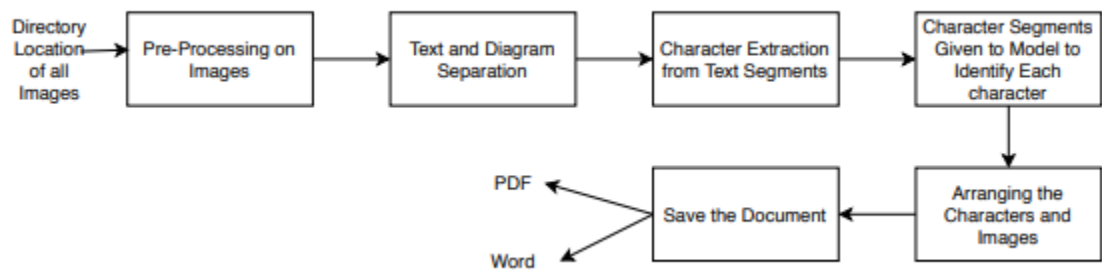 Directory
Location
of all
Images
Pre-Processing on
Images
Text and Diagram
Separation
Character Extraction
from Text Segments
Character Segments
Given to Model to
Identify Each
character
Arranging the
Characters and
Images
Save the Document
PDF
Word